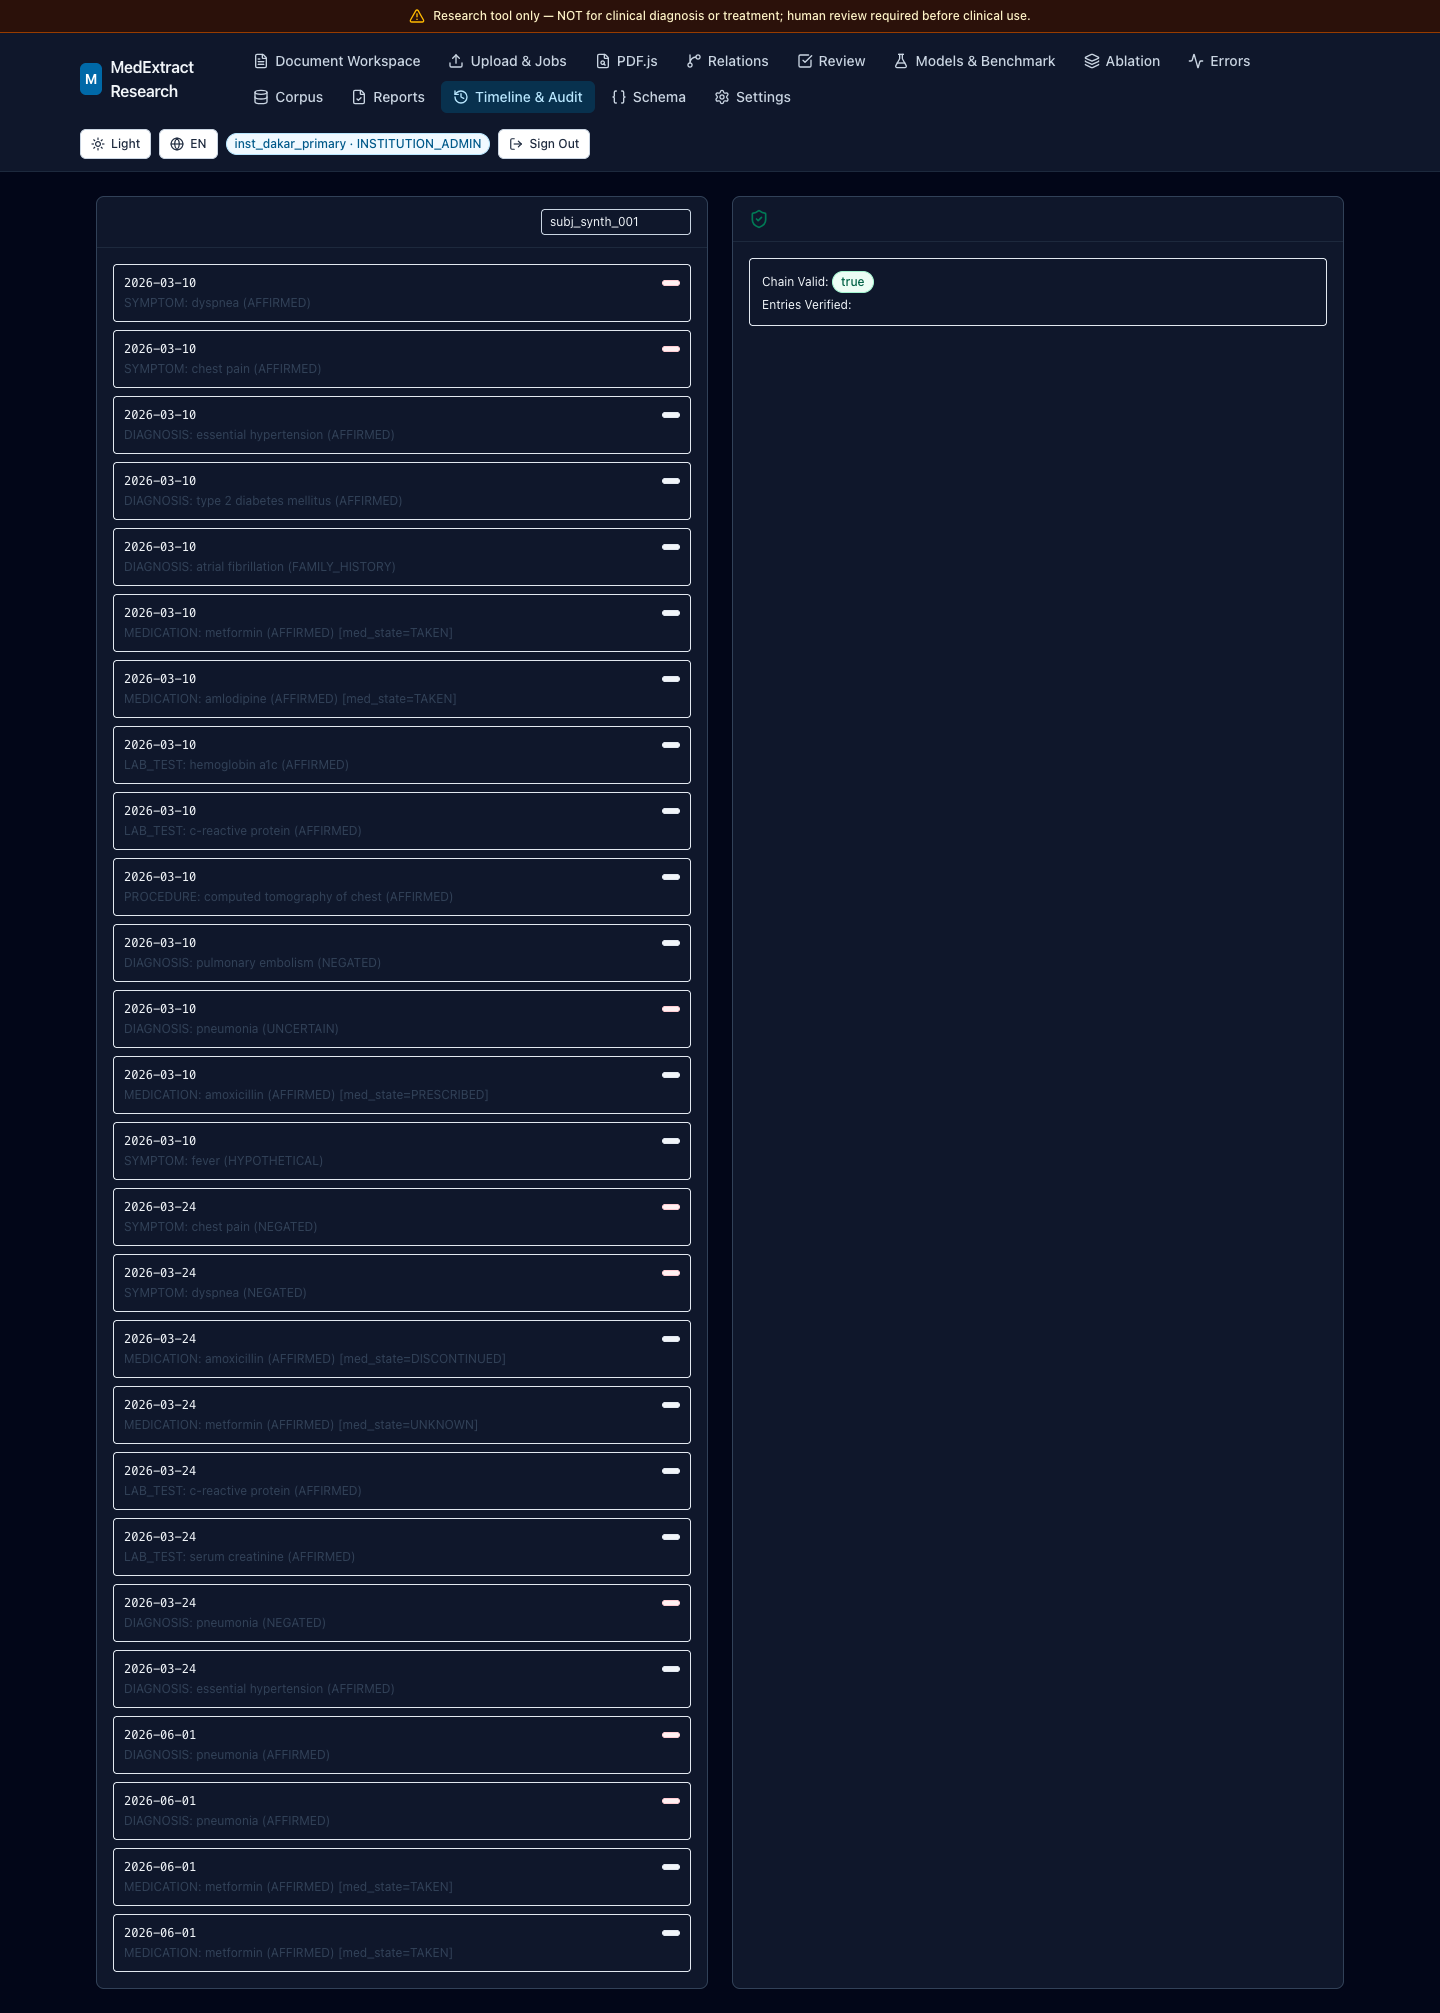 Research tool only — NOT for clinical diagnosis or treatment; human review required before clinical use.
M
MedExtract Research
Document Workspace
Upload & Jobs
PDF.js
Relations
Review
Models & Benchmark
Ablation
Errors
Corpus
Reports
Timeline & Audit
Schema
Settings
Light
EN
inst_dakar_primary · INSTITUTION_ADMIN
Sign Out
subj_synth_001
2026-03-10
SYMPTOM: dyspnea (AFFIRMED)
2026-03-10
SYMPTOM: chest pain (AFFIRMED)
2026-03-10
DIAGNOSIS: essential hypertension (AFFIRMED)
2026-03-10
DIAGNOSIS: type 2 diabetes mellitus (AFFIRMED)
2026-03-10
DIAGNOSIS: atrial fibrillation (FAMILY_HISTORY)
2026-03-10
MEDICATION: metformin (AFFIRMED) [med_state=TAKEN]
2026-03-10
MEDICATION: amlodipine (AFFIRMED) [med_state=TAKEN]
2026-03-10
LAB_TEST: hemoglobin a1c (AFFIRMED)
2026-03-10
LAB_TEST: c-reactive protein (AFFIRMED)
2026-03-10
PROCEDURE: computed tomography of chest (AFFIRMED)
2026-03-10
DIAGNOSIS: pulmonary embolism (NEGATED)
2026-03-10
DIAGNOSIS: pneumonia (UNCERTAIN)
2026-03-10
MEDICATION: amoxicillin (AFFIRMED) [med_state=PRESCRIBED]
2026-03-10
SYMPTOM: fever (HYPOTHETICAL)
2026-03-24
SYMPTOM: chest pain (NEGATED)
2026-03-24
SYMPTOM: dyspnea (NEGATED)
2026-03-24
MEDICATION: amoxicillin (AFFIRMED) [med_state=DISCONTINUED]
2026-03-24
MEDICATION: metformin (AFFIRMED) [med_state=UNKNOWN]
2026-03-24
LAB_TEST: c-reactive protein (AFFIRMED)
2026-03-24
LAB_TEST: serum creatinine (AFFIRMED)
2026-03-24
DIAGNOSIS: pneumonia (NEGATED)
2026-03-24
DIAGNOSIS: essential hypertension (AFFIRMED)
2026-06-01
DIAGNOSIS: pneumonia (AFFIRMED)
2026-06-01
DIAGNOSIS: pneumonia (AFFIRMED)
2026-06-01
MEDICATION: metformin (AFFIRMED) [med_state=TAKEN]
2026-06-01
MEDICATION: metformin (AFFIRMED) [med_state=TAKEN]
Chain Valid: true
Entries Verified: